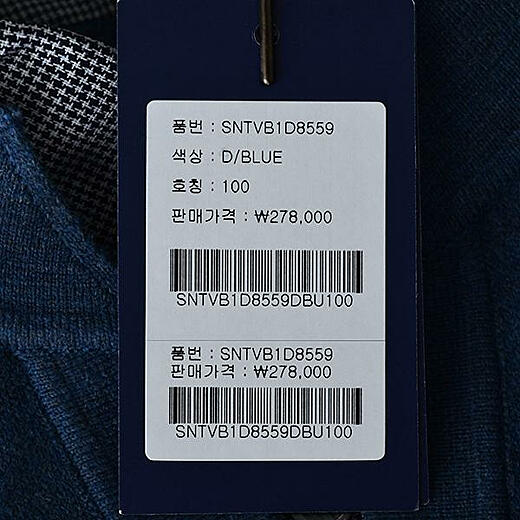 품번 : SNTVB1D8559
색상 : D/BLUE
호칭 : 100
판매가격 : ₩278,000
SNTVB1D8559DBU100
품번 : SNTVB1D8559
판매가격 : ₩278,000
SNTVB1D8559DBU100